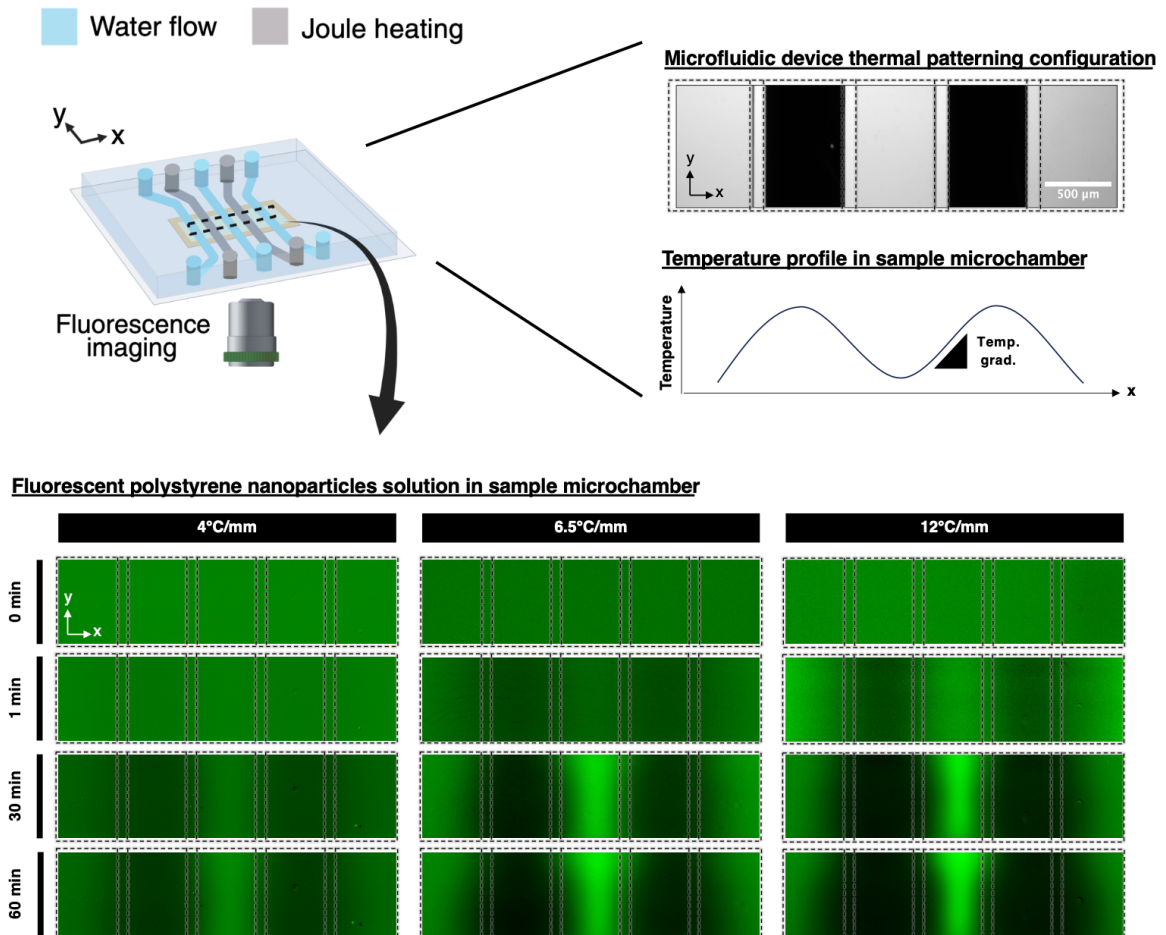 Water flow
Joule heating
Microfluidic device thermal patterning configuration
y
x
y
x
500 µm
Temperature profile in sample microchamber
Temperature
Temp.
grad.
x
Fluorescence
imaging
Fluorescent polystyrene nanoparticles solution in sample microchamber
4°C/mm
6.5°C/mm
12°C/mm
0 min
y
x
1 min
30 min
60 min